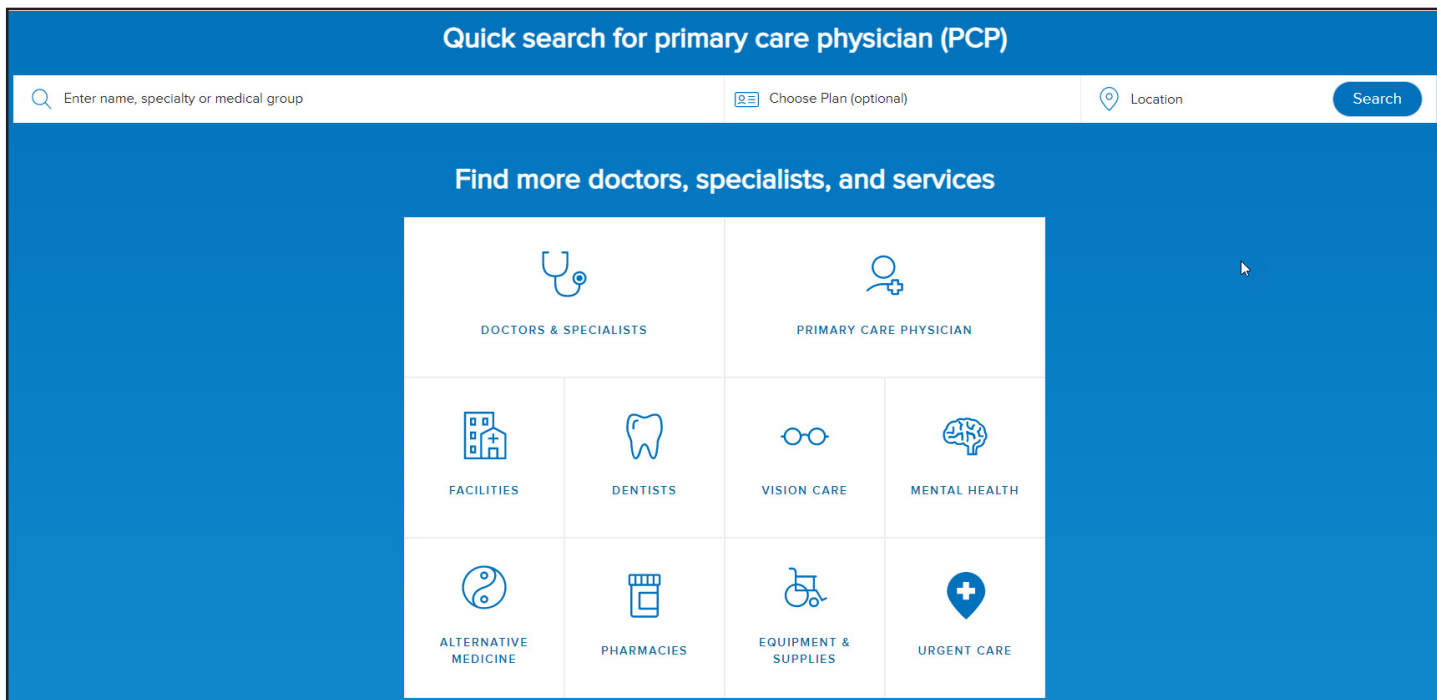 Quick search for primary care physician (PCP)
Enter name, specialty or medical group
Choose Plan (optional)
Location
Search
Find more doctors, specialists, and services
DOCTORS & SPECIALISTS
PRIMARY CARE PHYSICIAN
FACILITIES
DENTISTS
VISION CARE
MENTAL HEALTH
ALTERNATIVE
MEDICINE
PHARMACIES
EQUIPMENT &
SUPPLIES
URGENT CARE